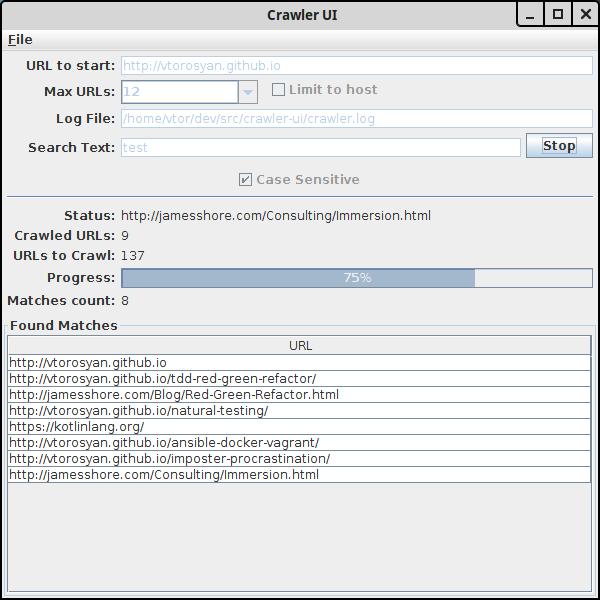 Crawler UI
File
URL to start: http://vtorosyan.github.io
Max URLs: 12 Limit to host
Log File: /home/vtor/dev/src/crawler-ui/crawler.log
Search Text: test Stop
Case Sensitive
Status: http://jamesshore.com/Consulting/Immersion.html
Crawled URLs: 9
URLs to Crawl: 137
Progress: 75%
Matches count: 8
Found Matches
URL
http://vtorosyan.github.io
http://vtorosyan.github.io/tdd-red-green-refactor/
http://jamesshore.com/Blog/Red-Green-Refactor.html
http://vtorosyan.github.io/natural-testing/
https://kotlinlang.org/
http://vtorosyan.github.io/ansible-docker-vagrant/
http://vtorosyan.github.io/imposter-procrastination/
http://jamesshore.com/Consulting/Immersion.html